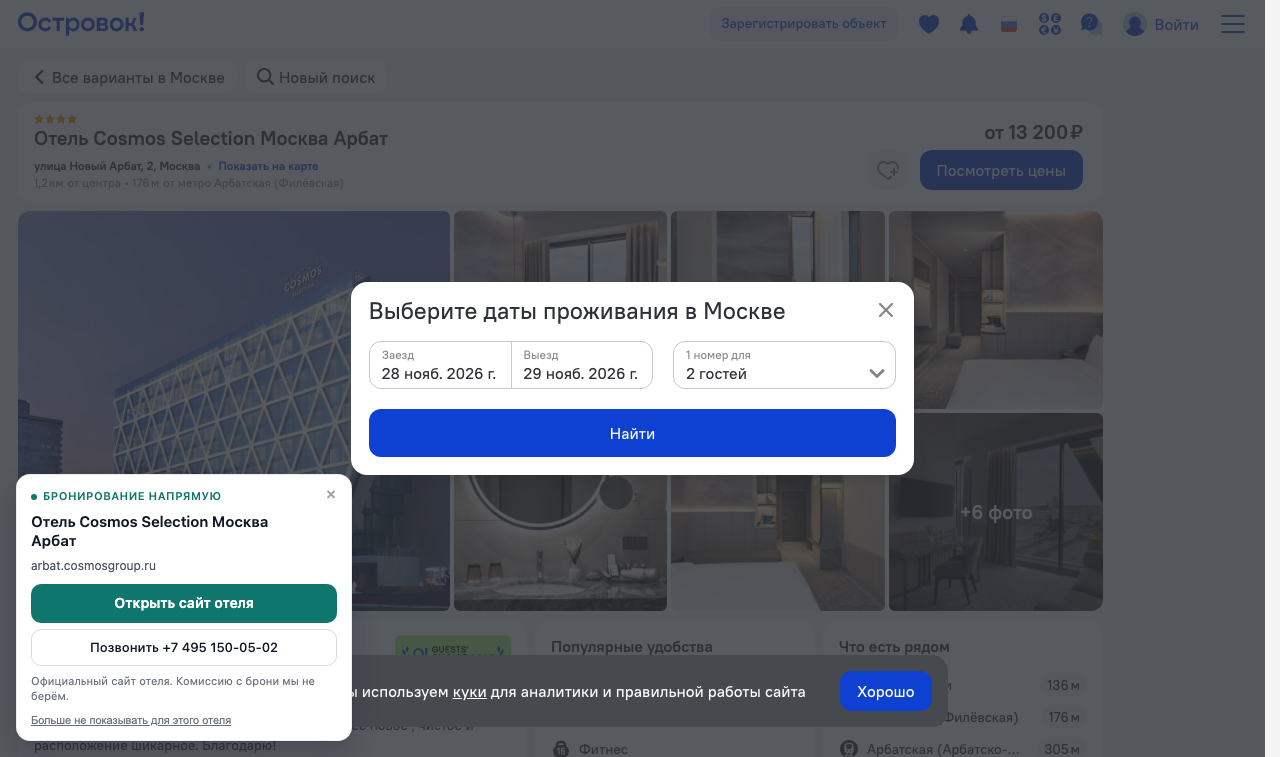 Островок!
Зарегистрировать объект
Войти
Все варианты в Москве
Новый поиск
Отель Cosmos Selection Москва Арбат
от 13 200 ₽
улица Новый Арбат, 2, Москва • Показать на карте
1,2 км от центра • 176 м от метро Арбатская (Филёвская)
Посмотреть цены
COSMOS
Выберите даты проживания в Москве
Заезд
28 нояб. 2026 г.
Выезд
29 нояб. 2026 г.
1 номер для
2 гостей
Найти
+6 фото
БРОНИРОВАНИЕ НАПРЯМУЮ
Отель Cosmos Selection Москва
Арбат
arbat.cosmosgroup.ru
Открыть сайт отеля
Позвонить +7 495 150-05-02
Официальный сайт отеля. Комиссию с брони мы не
берём.
Больше не показывать для этого отеля
GUESTS'
Популярные удобства
Что есть рядом
используем куки для аналитики и правильной работы сайта
Хорошо
136 м
Филёвская)
176 м
расположение шикарное. Благодарю!
Фитнес
Арбатская (Арбатско-...
305 м